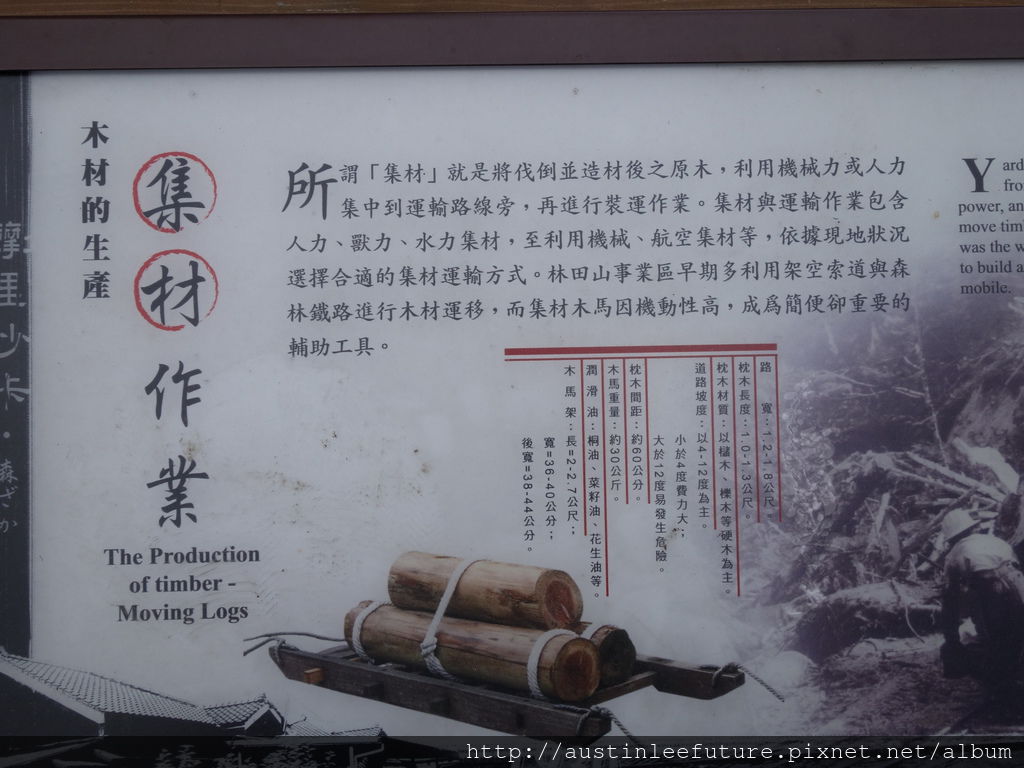 木材的生產
集材作業
The Production
of timber -
Moving Logs
所謂「集材」就是將伐倒並造材後之原木，利用機械力或人力
集中到運輸路線旁，再進行裝運作業。集材與運輸作業包含
人力、獸力、水力集材，至利用機械、航空集材等，依據現地狀況
選擇合適的集材運輸方式。林田山事業區早期多利用架空索道與森
林鐵路進行木材運移，而集材木馬因機動性高，成爲簡便卻重要的
輔助工具。
路 寬：1.2-1.8公尺。
枕木長度：1.0-1.3公尺。
枕木材質：以櫧木、櫟木等硬木為主。
道路坡度：以4-12度為主。
小於4度費力大；
大於12度易發生危險。
枕木間距：約60公分。
木馬重量：約30公斤。
潤滑油：桐油、菜籽油、花生油等。
木馬架：長=2-2.7公尺；
寬=36-40公分；
後寬=38-44公分。
Yard
fro
power, an
move tim
was the w
to build a
mobile.
摩里沙卡・森ざか
http://austinleefuture.pixnet.net/album